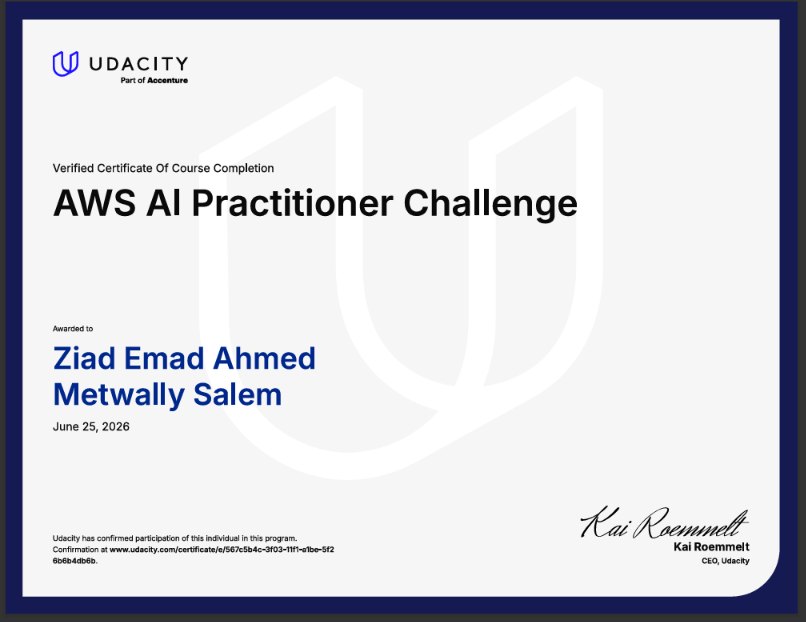 UDACITY
Part of Accenture
Verified Certificate Of Course Completion
AWS AI Practitioner Challenge
Awarded to
Ziad Emad Ahmed
Metwally Salem
June 25, 2026
Udacity has confirmed participation of this individual in this program.
Confirmation at www.udacity.com/certificate/e/567c5b4c-3f03-11f1-a1be-5f2
6b6b4db6b.
Kai Roemmelt
Kai Roemmelt
CEO, Udacity